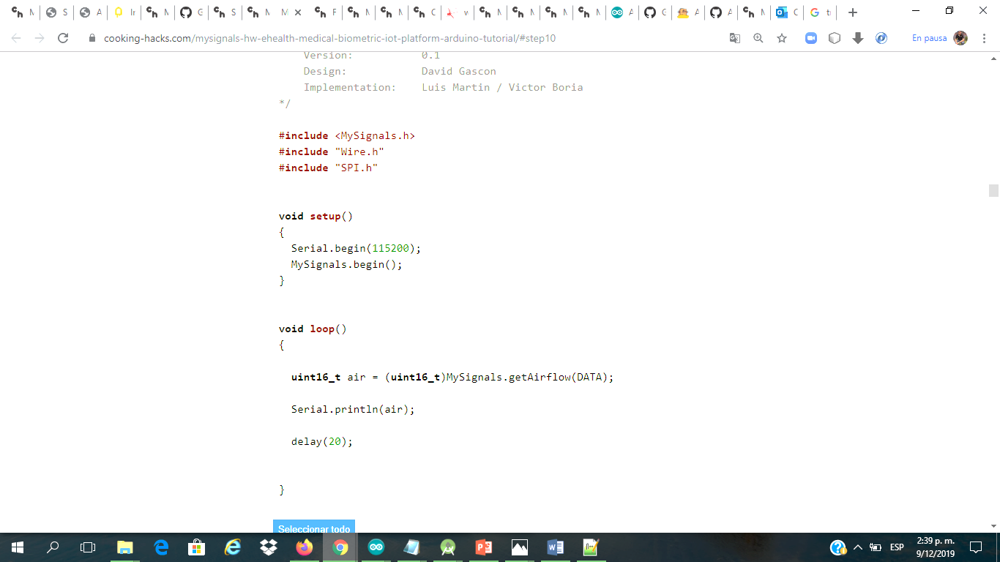 cooking-hacks.com/mysignals-hw-ehealth-medical-biometric-iot-platform-arduino-tutorial/#step10
En pausa
Version: 0.1
Design: David Gascon
Implementation: Luis Martin / Victor Boria
*/
#include <MySignals.h>
#include "Wire.h"
#include "SPI.h"
void setup()
{
Serial.begin(115200);
MySignals.begin();
}
void loop()
{
uint16_t air = (uint16_t)MySignals.getAirflow(DATA);
Serial.println(air);
delay(20);
}
Seleccionar todo
ESP
2:39 p. m.
9/12/2019